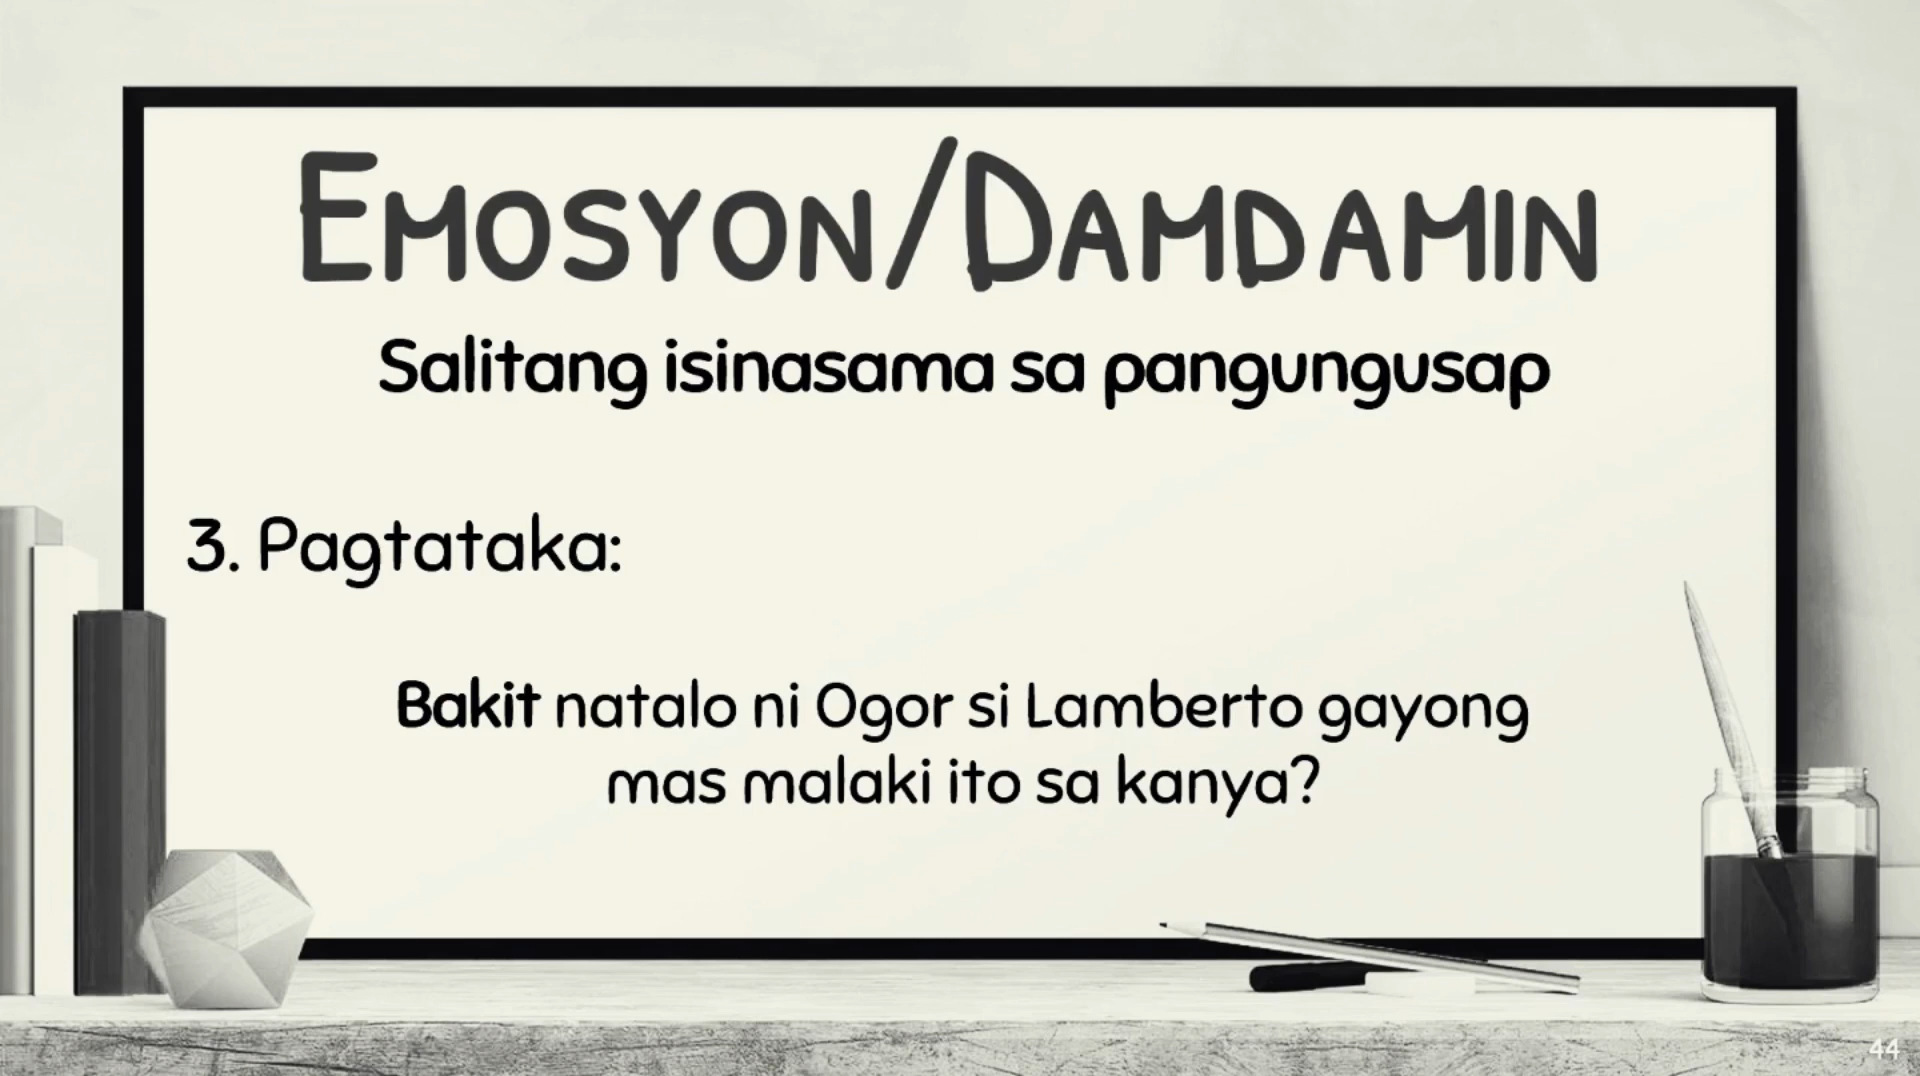 Emosyon/Damdamin
Salitang isinasama sa pangungusap
3. Pagtataka:
Bakit natalo ni Ogor si Lamberto gayong
mas malaki ito sa kanya?
44